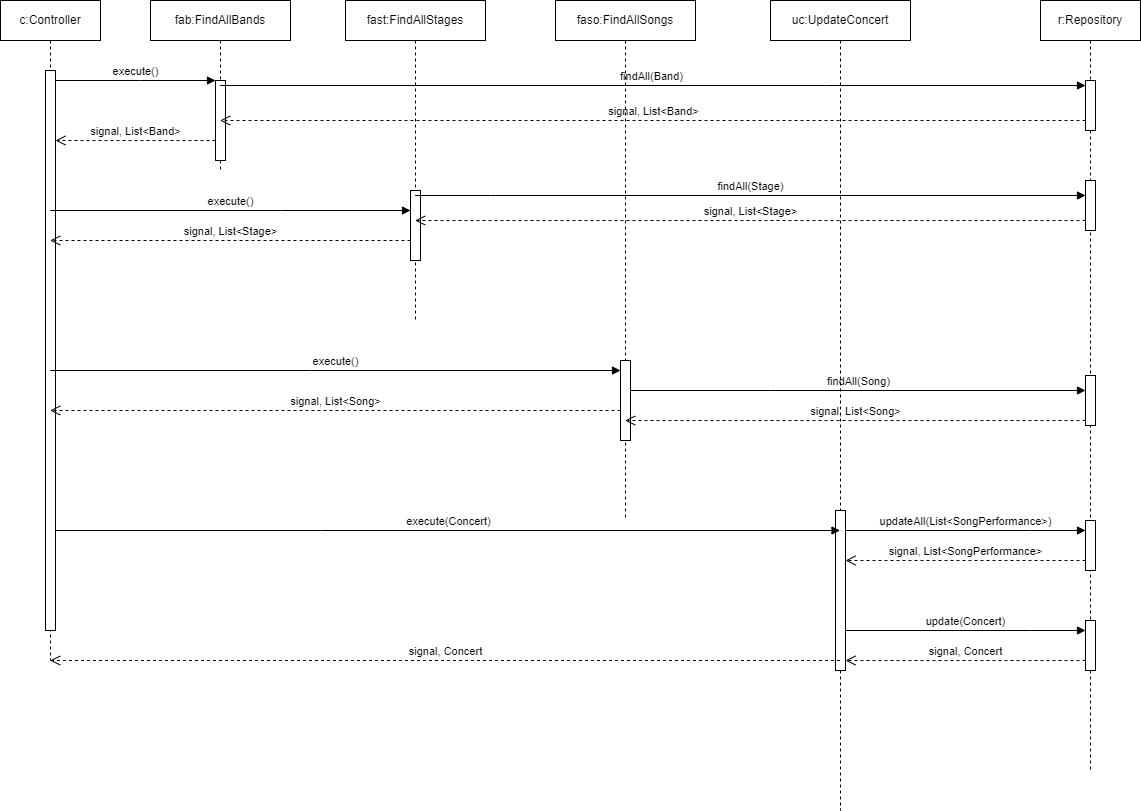 c:Controller
fab:FindAllBands
fast:FindAllStages
faso:FindAllSongs
uc:UpdateConcert
r:Repository
execute()
findAll(Band)
signal, List<Band>
signal, List<Band>
findAll(Stage)
execute()
signal, List<Stage>
signal, List<Stage>
execute()
findAll(Song)
signal, List<Song>
signal, List<Song>
execute(Concert)
updateAll(List<SongPerformance>)
signal, List<SongPerformance>
update(Concert)
signal, Concert
signal, Concert